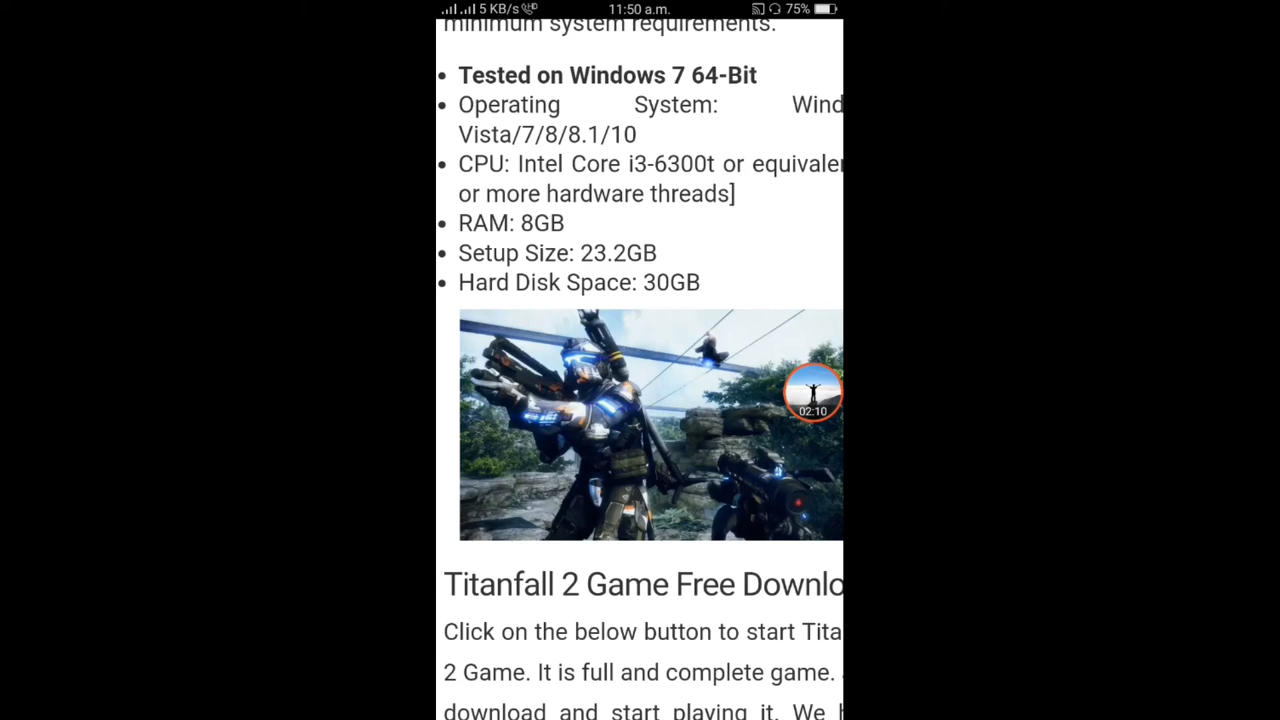 5 KB/s 11:50 a.m. 75%
minimum system requirements.
Tested on Windows 7 64-Bit
Operating System: Wind
Vista/7/8/8.1/10
CPU: Intel Core i3-6300t or equivalen
or more hardware threads]
RAM: 8GB
Setup Size: 23.2GB
Hard Disk Space: 30GB
02:10
Titanfall 2 Game Free Downlo
Click on the below button to start Tita
2 Game. It is full and complete game.
download and start playing it. We h